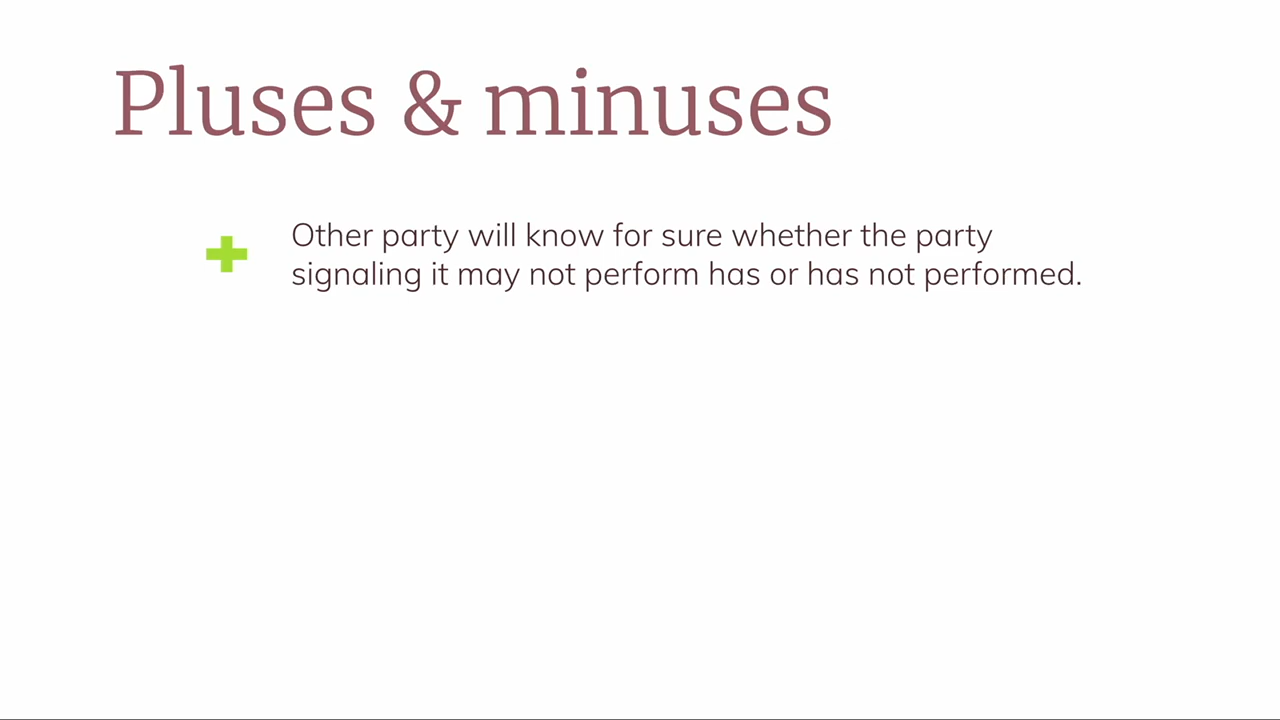 Pluses & minuses
Other party will know for sure whether the party
signaling it may not perform has or has not performed.